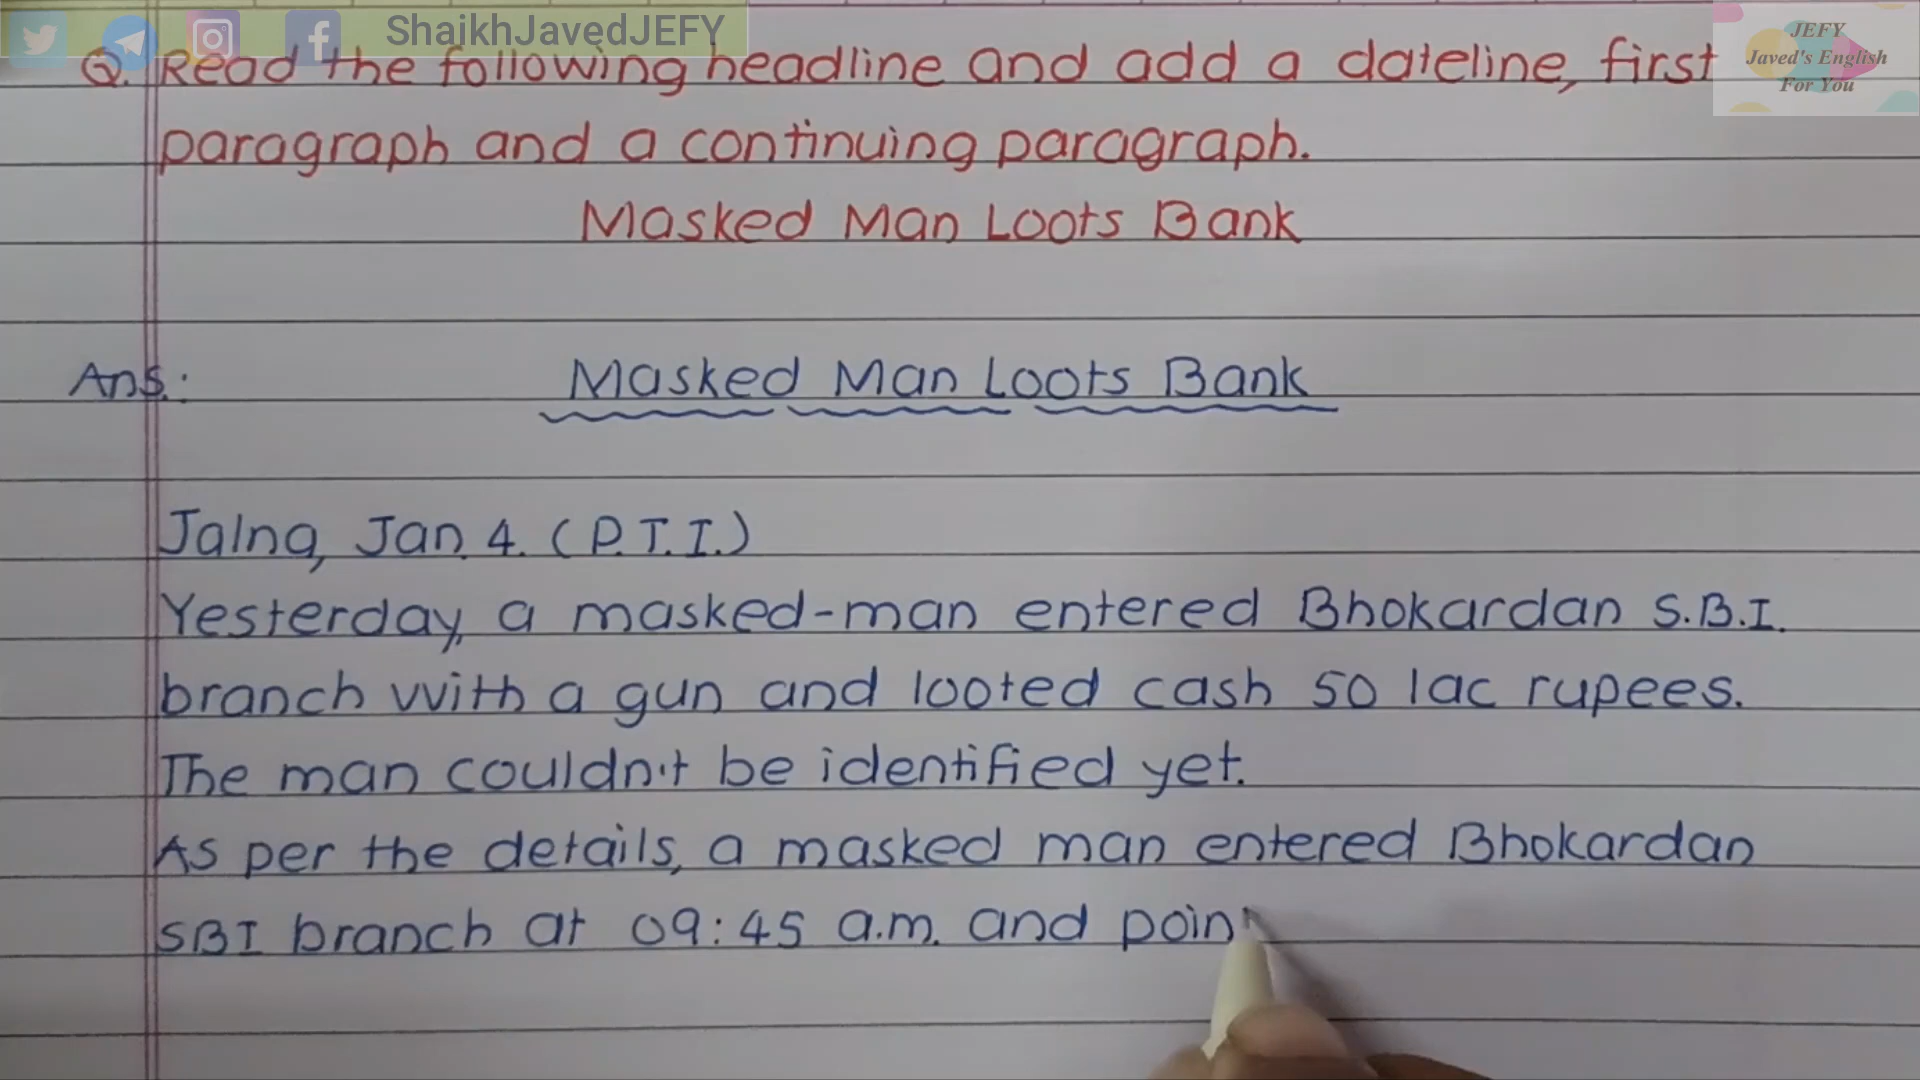 ShaikhJavedJEFY
JEFY
Javed's English
For You
Q. Read the following headline and add a dateline, first
paragraph and a continuing paragraph.
Masked Man Loots Bank
Ans.:
Masked Man Loots Bank
Jalna, Jan. 4. (P.T.I.)
Yesterday, a masked-man entered Bhokardan S.B.I.
branch with a gun and looted cash 50 lac rupees.
The man couldn't be identified yet.
As per the details, a masked man entered Bhokardan
SBI branch at 09:45 a.m. and poin